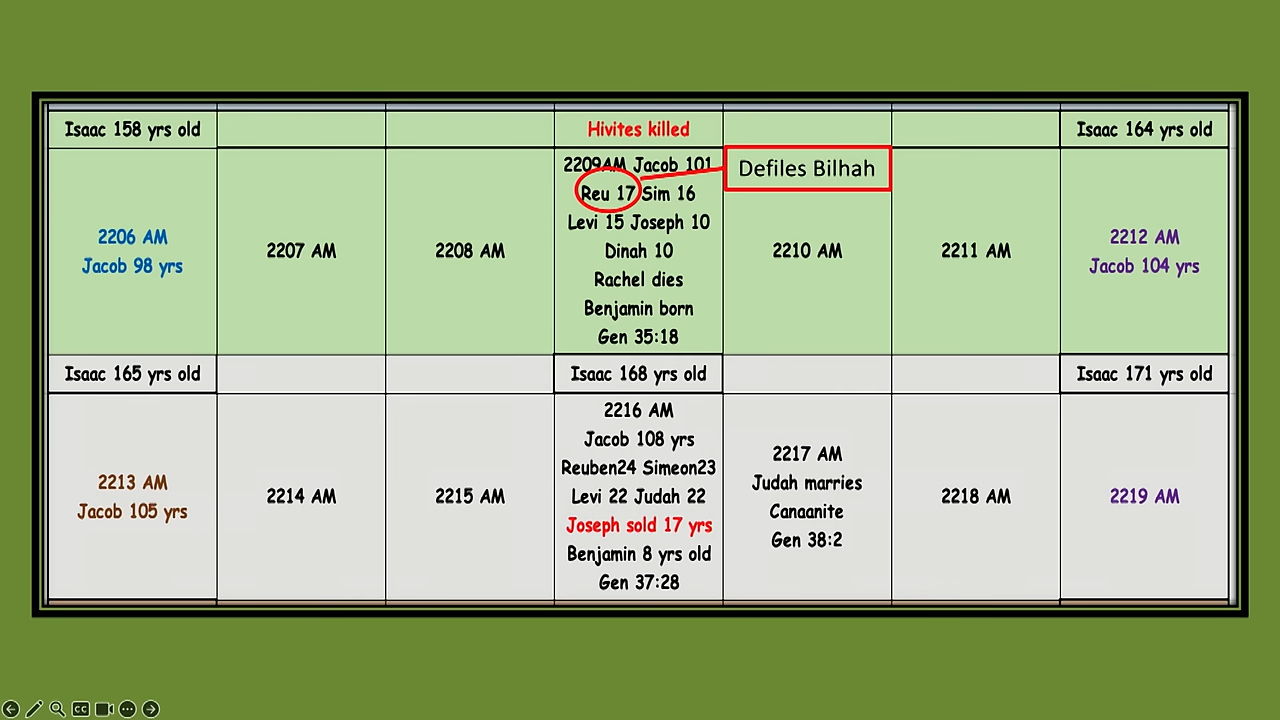 Isaac 158 yrs old
Hivites killed
Isaac 164 yrs old
2206 AM
Jacob 98 yrs
2207 AM
2208 AM
2209AM Jacob 101
Reu 17 Sim 16
Levi 15 Joseph 10
Dinah 10
Rachel dies
Benjamin born
Gen 35:18
Defiles Bilhah
2210 AM
2211 AM
2212 AM
Jacob 104 yrs
Isaac 165 yrs old
Isaac 168 yrs old
Isaac 171 yrs old
2213 AM
Jacob 105 yrs
2214 AM
2215 AM
2216 AM
Jacob 108 yrs
Reuben24 Simeon23
Levi 22 Judah 22
Joseph sold 17 yrs
Benjamin 8 yrs old
Gen 37:28
2217 AM
Judah marries
Canaanite
Gen 38:2
2218 AM
2219 AM
CC